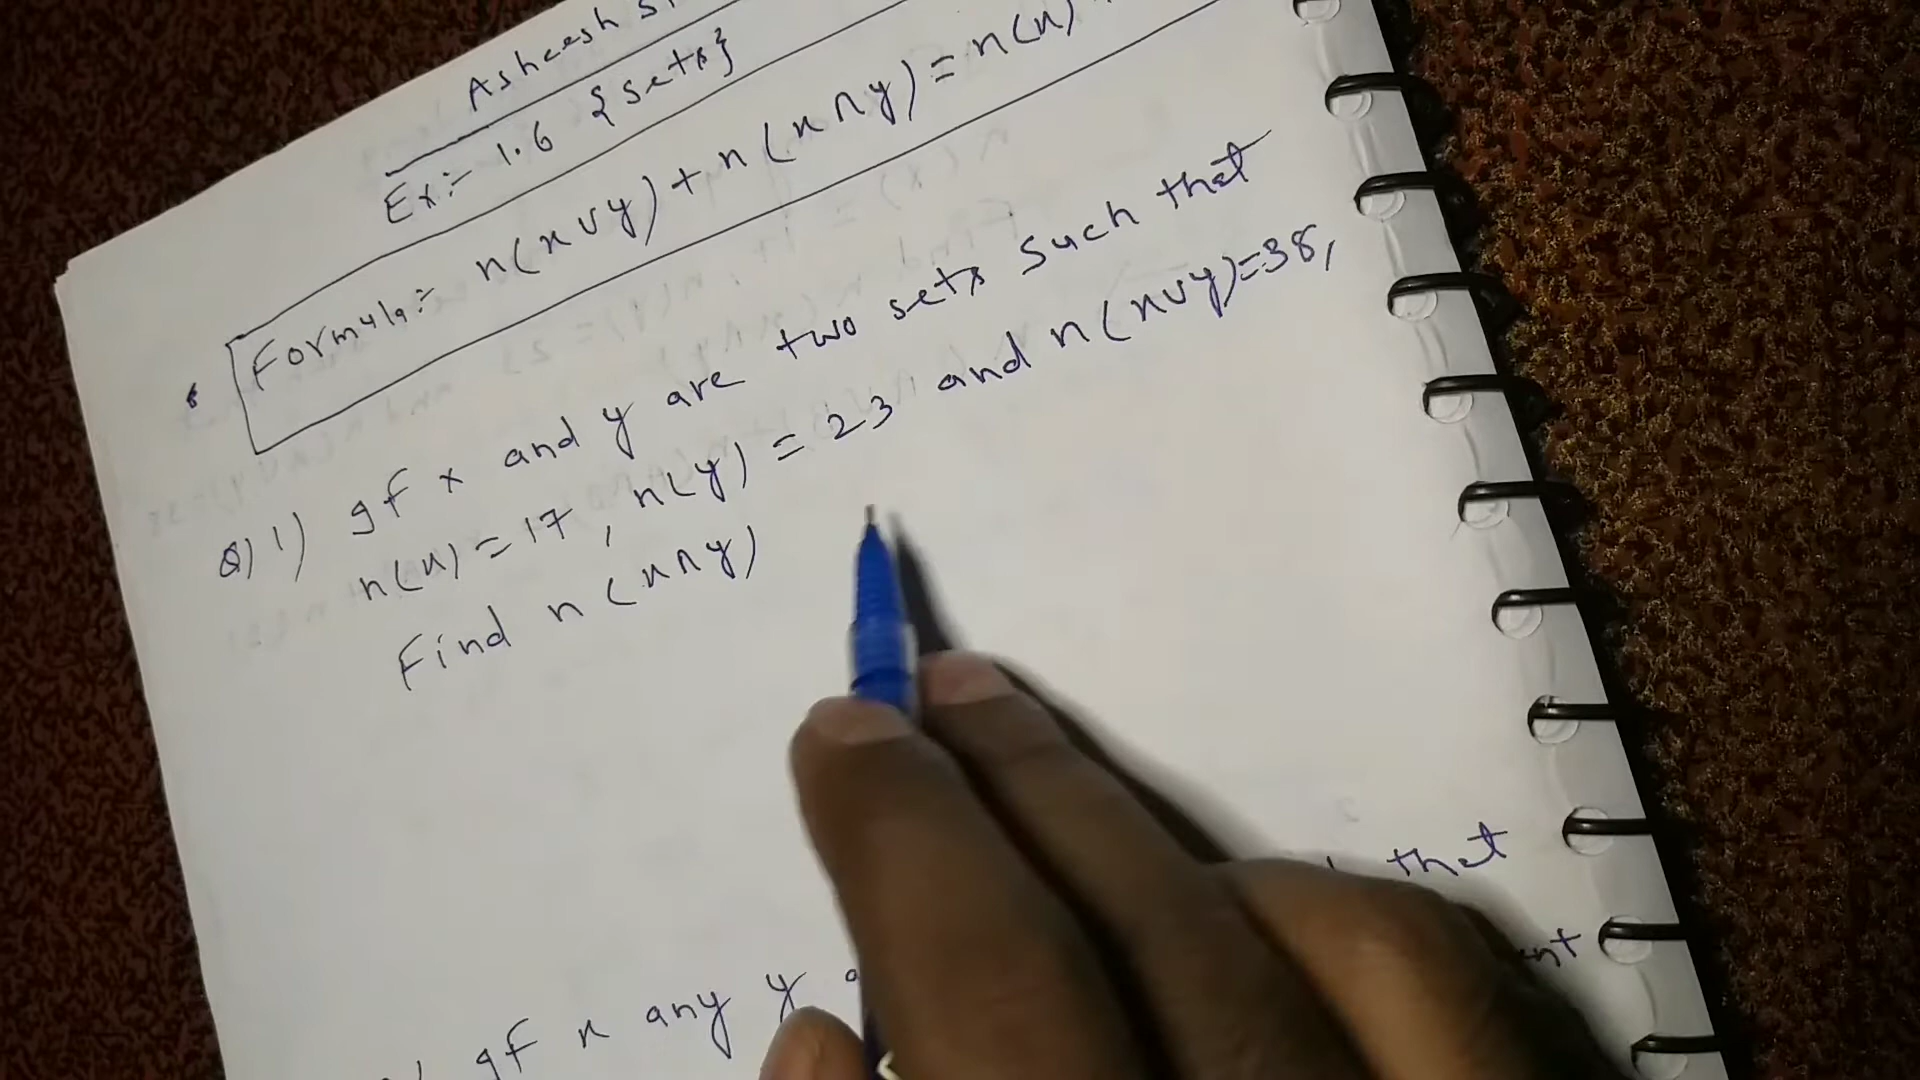 Asheesh
Ex:- 1.6 {sets}
Formula:- n(x∪y)+n(x∩y)=n(x)
Q) 1) If x and y are two sets such that
n(x)=17, n(y)=23 and n(x∪y)=38,
Find n(x∩y)
that
If x any y